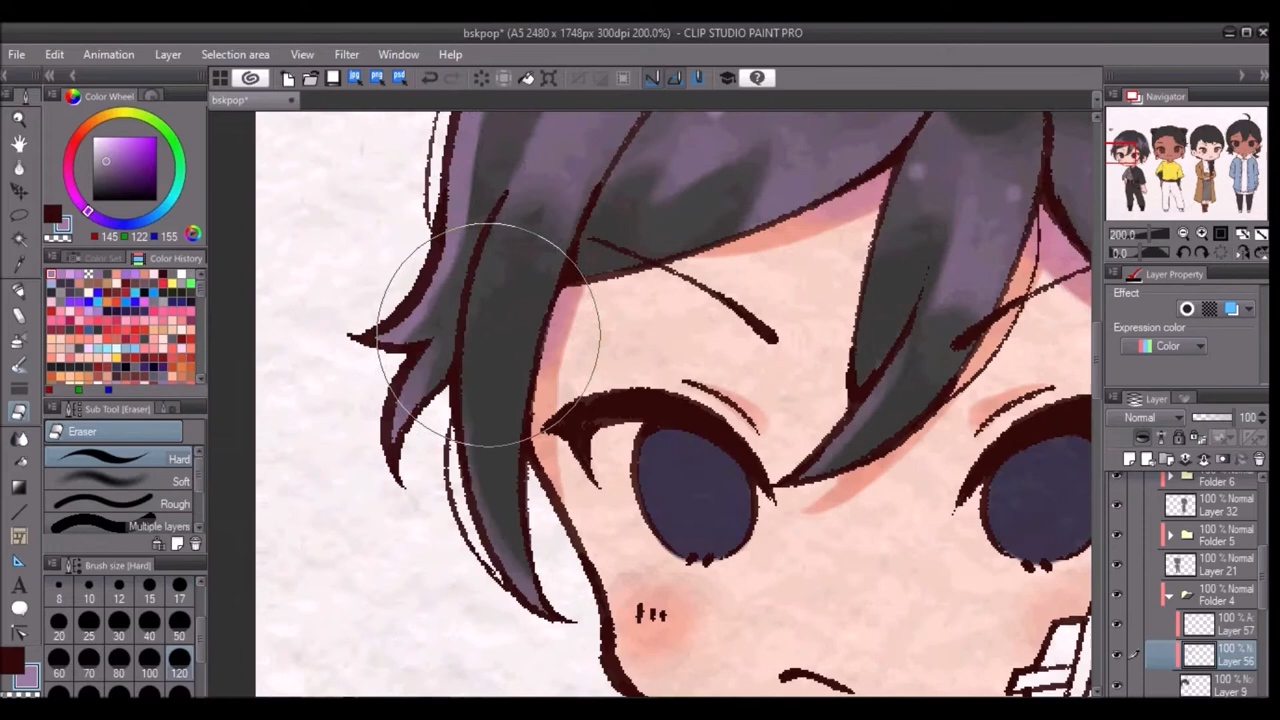 bskpop* (A5 2480 x 1748px 300dpi 200.0%) - CLIP STUDIO PAINT PRO
File Edit Animation Layer Selection area View Filter Window Help
bskpop*
Color Wheel
145 122 155
Color Set
Color History
Sub Tool [Eraser]
Eraser
Hard
Soft
Rough
Multiple layers
Brush size [Hard]
8 10 12 15 17
20 25 30 40 50
60 70 80 100 120
Navigator
200.0
0.0
Layer Property
Effect
Expression color
Color
Layer
Normal 100
Folder 6
100 % Normal
Layer 32
100 % Normal
Folder 5
100 % Normal
Layer 21
100 % Normal
Folder 4
100 % A
Layer 57
100 % N
Layer 56
100 % N
Layer 9